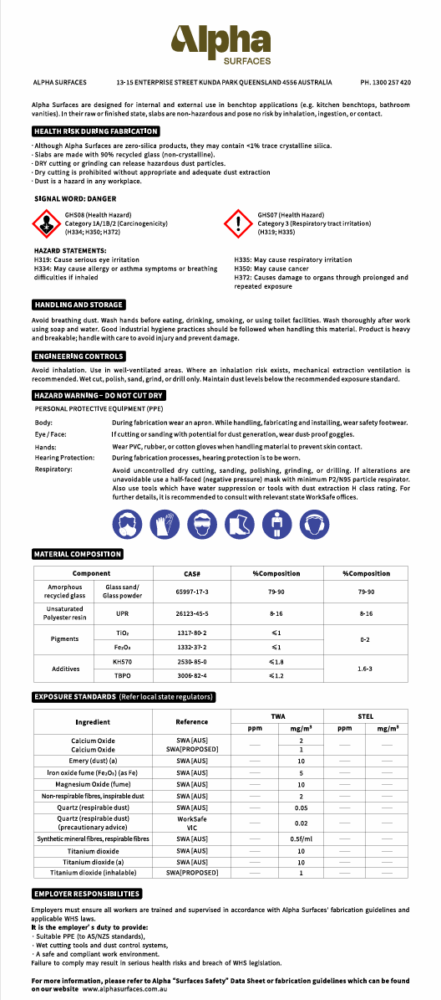 Alpha
SURFACES
ALPHA SURFACES 13-15 ENTERPRISE STREET KUNDA PARK QUEENSLAND 4556 AUSTRALIA PH. 1300 257 420
Alpha Surfaces are designed for internal and external use in benchtop applications (e.g. kitchen benchtops, bathroom
vanities). In their raw or finished state, slabs are non-hazardous and pose no risk by inhalation, ingestion, or contact.
HEALTH RISK DURING FABRICATION
· Although Alpha Surfaces are zero-silica products, they may contain <1% trace crystalline silica.
· Slabs are made with 90% recycled glass (non-crystalline).
· DRY cutting or grinding can release hazardous dust particles.
· Dry cutting is prohibited without appropriate and adequate dust extraction
· Dust is a hazard in any workplace.
SIGNAL WORD: DANGER
GHS08 (Health Hazard)
Category 1A/1B/2 (Carcinogenicity)
(H334; H350; H372)
GHS07 (Health Hazard)
Category 3 (Respiratory tract irritation)
(H319; H335)
HAZARD STATEMENTS:
H319: Cause serious eye irritation
H334: May cause allergy or asthma symptoms or breathing
difficulties if inhaled
H335: May cause respiratory irritation
H350: May cause cancer
H372: Causes damage to organs through prolonged and
repeated exposure
HANDLING AND STORAGE
Avoid breathing dust. Wash hands before eating, drinking, smoking, or using toilet facilities. Wash thoroughly after work
using soap and water. Good industrial hygiene practices should be followed when handling this material. Product is heavy
and breakable; handle with care to avoid injury and prevent damage.
ENGINEERING CONTROLS
Avoid inhalation. Use in well-ventilated areas. Where an inhalation risk exists, mechanical extraction ventilation is
recommended. Wet cut, polish, sand, grind, or drill only. Maintain dust levels below the recommended exposure standard.
HAZARD WARNING – DO NOT CUT DRY
PERSONAL PROTECTIVE EQUIPMENT (PPE)
Body: During fabrication wear an apron. While handling, fabricating and installing, wear safety footwear.
Eye / Face: If cutting or sanding with potential for dust generation, wear dust-proof goggles.
Hands: Wear PVC, rubber, or cotton gloves when handling material to prevent skin contact.
Hearing Protection: During fabrication processes, hearing protection is to be worn.
Respiratory: Avoid uncontrolled dry cutting, sanding, polishing, grinding, or drilling. If alterations are
unavoidable use a half-faced (negative pressure) mask with minimum P2/N95 particle respirator.
Also use tools which have water suppression or tools with dust extraction H class rating. For
further details, it is recommended to consult with relevant state WorkSafe offices.
MATERIAL COMPOSITION
Component CAS# %Composition %Composition
Amorphous recycled glass Glass sand/ Glass powder 65997-17-3 79-90 79-90
Unsaturated Polyester resin UPR 26123-45-5 8-16 8-16
Pigments TiO₂ 1317-80-2 ⩽1 0-2
Fe₂O₃ 1332-37-2 ⩽1
Additives KH570 2530-85-0 ⩽1.8 1.6-3
TBPO 3006-82-4 ⩽1.2
EXPOSURE STANDARDS (Refer local state regulators)
Ingredient Reference TWA STEL
ppm mg/m³ ppm mg/m³
Calcium Oxide SWA [AUS] — 2 — —
Calcium Oxide SWA[PROPOSED] 1
Emery (dust) (a) SWA [AUS] — 10 — —
Iron oxide fume (Fe₂O₃) (as Fe) SWA [AUS] — 5 — —
Magnesium Oxide (fume) SWA [AUS] — 10 — —
Non-respirable fibres, inspirable dust SWA [AUS] — 2 — —
Quartz (respirable dust) SWA [AUS] — 0.05 — —
Quartz (respirable dust) (precautionary advice) WorkSafe VIC — 0.02 — —
Synthetic mineral fibres, respirable fibres SWA [AUS] — 0.5f/ml — —
Titanium dioxide SWA [AUS] — 10 — —
Titanium dioxide (a) SWA [AUS] — 10 — —
Titanium dioxide (inhalable) SWA[PROPOSED] — 1 — —
EMPLOYER RESPONSIBILITIES
Employers must ensure all workers are trained and supervised in accordance with Alpha Surfaces' fabrication guidelines and
applicable WHS laws.
It is the employer's duty to provide:
· Suitable PPE (to AS/NZS standards),
· Wet cutting tools and dust control systems,
· A safe and compliant work environment.
Failure to comply may result in serious health risks and breach of WHS legislation.
For more information, please refer to Alpha "Surfaces Safety" Data Sheet or fabrication guidelines which can be found
on our website www.alphasurfaces.com.au